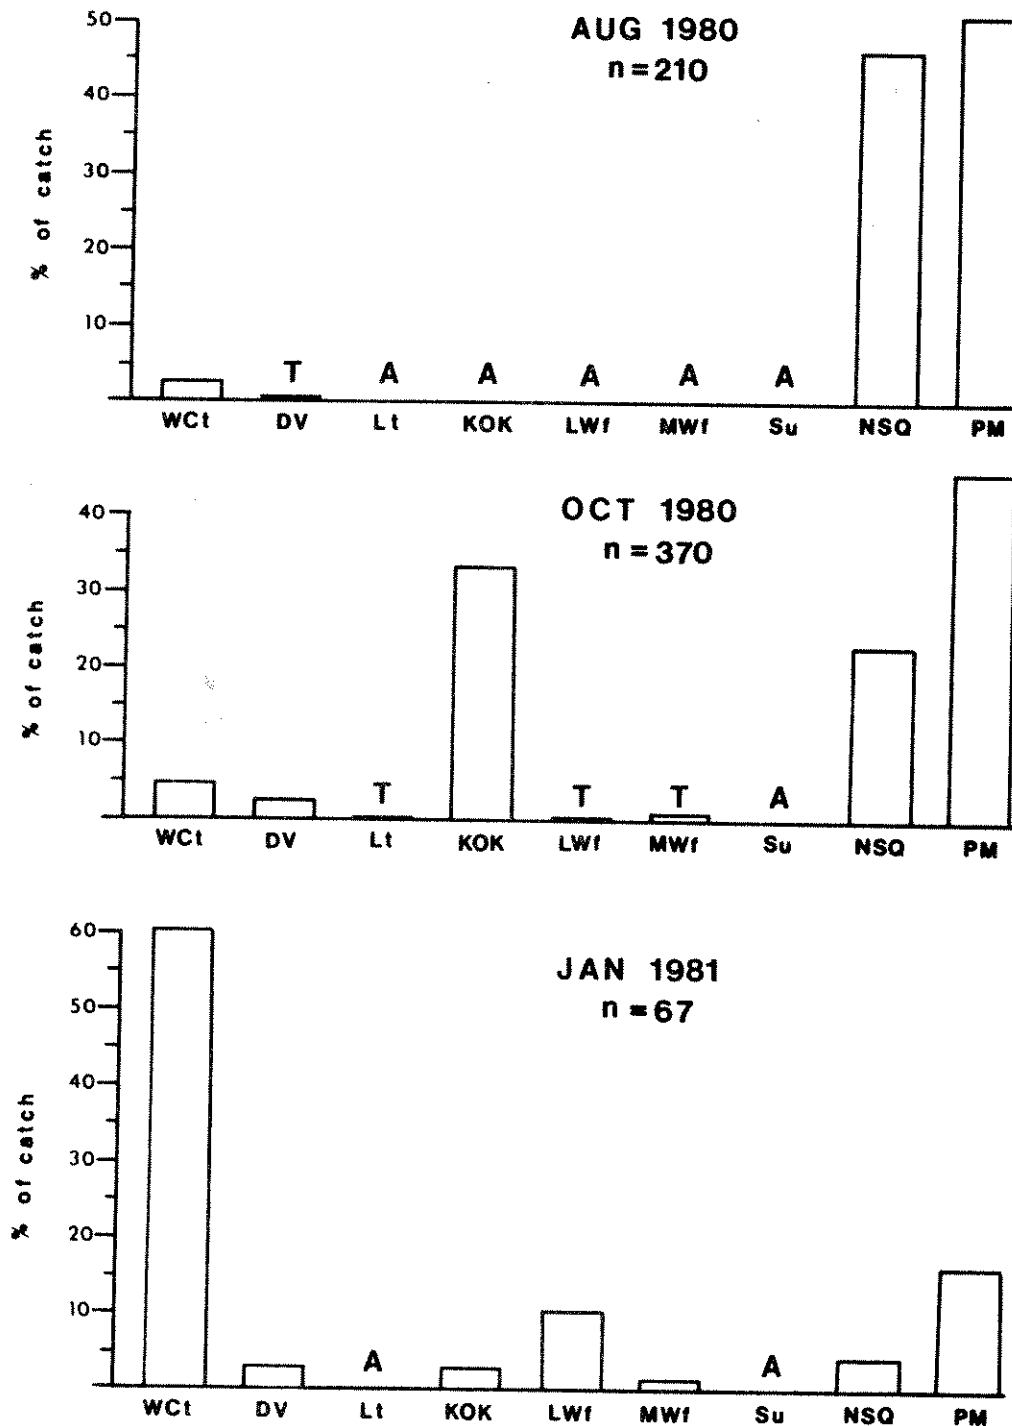 AUG 1980
n=210
% of catch
50
40
30
20
10
T A A A A A
WCt DV Lt KOK LWf MWf Su NSQ PM
OCT 1980
n=370
% of catch
40
30
20
10
T T T A
WCt DV Lt KOK LWf MWf Su NSQ PM
JAN 1981
n=67
% of catch
60
50
40
30
20
10
A A
WCt DV Lt KOK LWf MWf Su NSQ PM